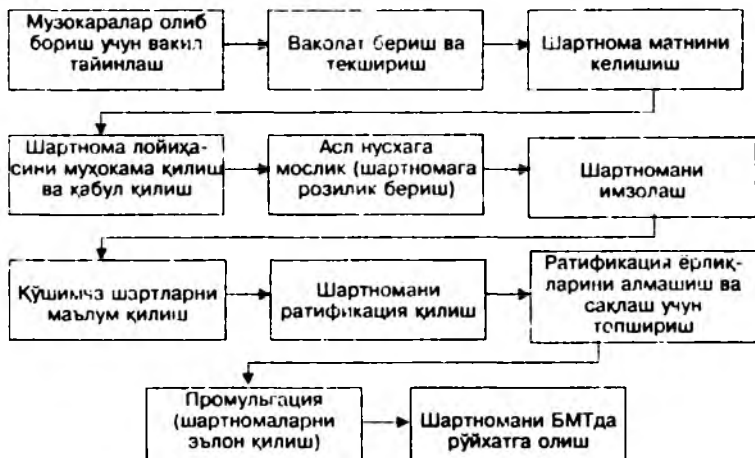 Музокаралар олиб
бориш учун вакил
тайинлаш
Ваколат бериш ва
текшириш
Шартнома матнини
келишиш
Шартнома лойиҳа-
сини муҳокама қилиш
ва қабул қилиш
Асл нусхага
мослик (шартномага
розилик бериш)
Шартномани
имзолаш
Қўшимча шартларни
маълум қилиш
Шартномани
ратификация қилиш
Ратификация ёрлиқ-
ларини алмашиш ва
сақлаш учун
топшириш
Промульгация
(шартномаларни
эълон қилиш)
Шартномани БМТда
рўйхатга олиш